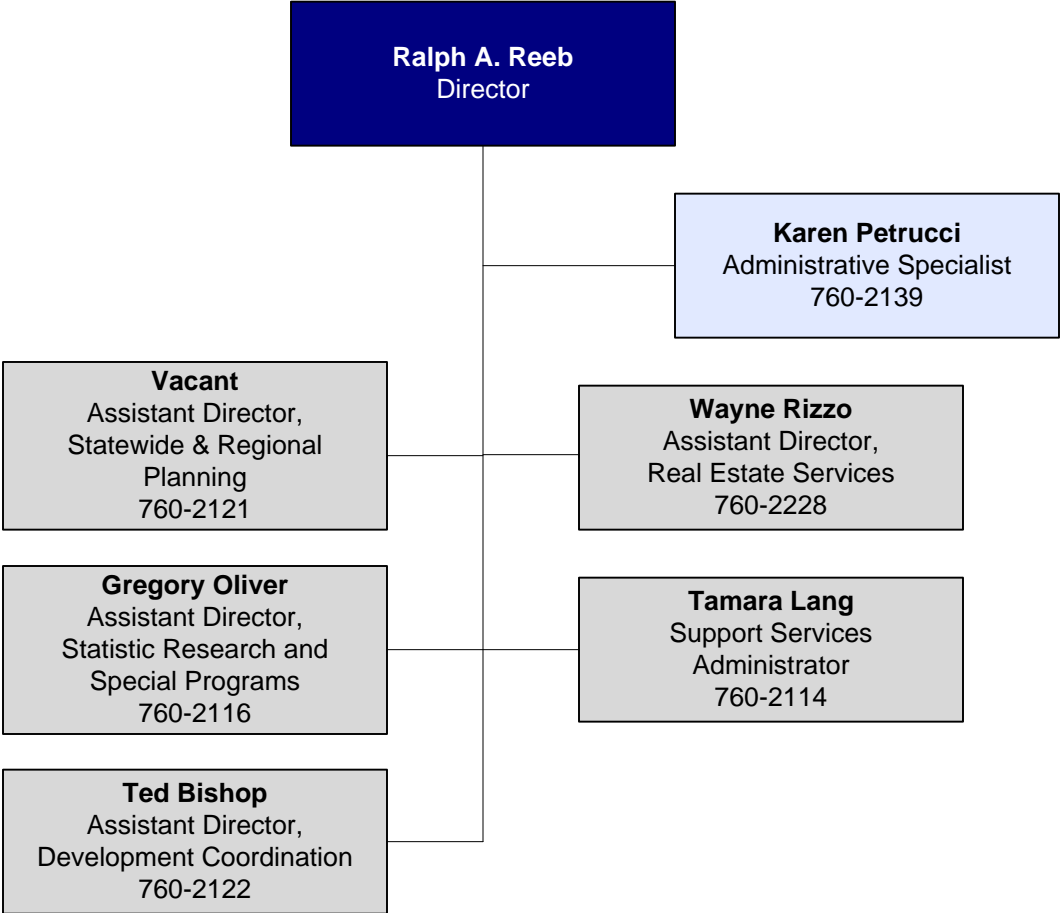 Ralph A. Reeb
Director
Karen Petrucci
Administrative Specialist
760-2139
Vacant
Assistant Director,
Statewide & Regional
Planning
760-2121
Wayne Rizzo
Assistant Director,
Real Estate Services
760-2228
Gregory Oliver
Assistant Director,
Statistic Research and
Special Programs
760-2116
Tamara Lang
Support Services
Administrator
760-2114
Ted Bishop
Assistant Director,
Development Coordination
760-2122